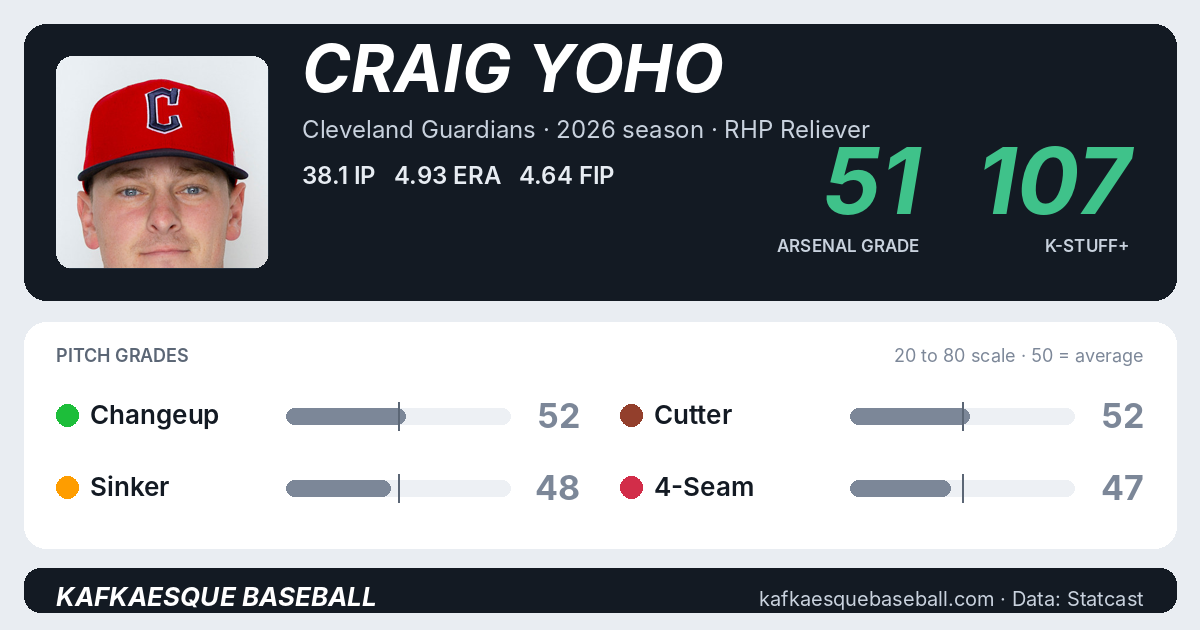 C
CRAIG YOHO
Cleveland Guardians · 2026 season · RHP Reliever
38.1 IP 4.93 ERA 4.64 FIP
51 107
ARSENAL GRADE K-STUFF+
PITCH GRADES 20 to 80 scale · 50 = average
Changeup 52 Cutter 52
Sinker 48 4-Seam 47
KAFKAESQUE BASEBALL kafkaesquebaseball.com · Data: Statcast